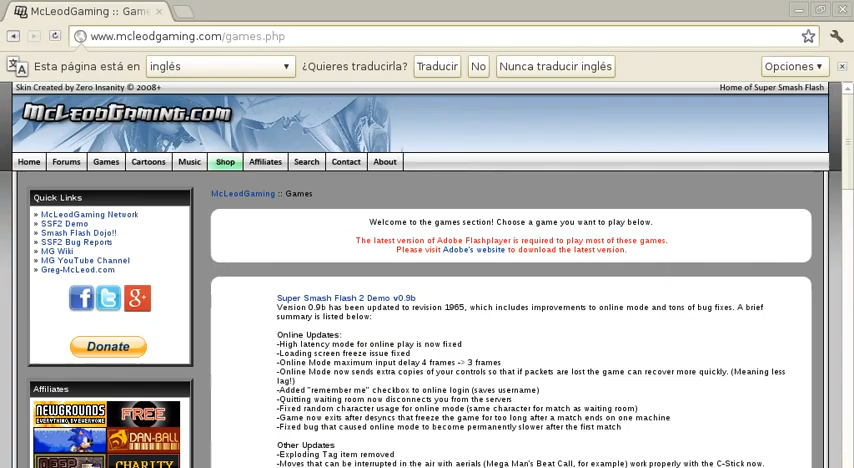 McLeodGaming :: Game
www.mcleodgaming.com/games.php
Esta página está en inglés ¿Quieres traducirla? Traducir No Nunca traducir inglés Opciones
Skin Created by Zero Insanity © 2008+ Home of Super Smash Flash
McLeodGaming.com
Home Forums Games Cartoons Music Shop Affiliates Search Contact About
Quick Links
» McLeodGaming Network
» SSF2 Demo
» Smash Flash Dojo!!
» SSF2 Bug Reports
» MG Wiki
» MG YouTube Channel
» Greg-McLeod.com
Donate
Affiliates
NEWGROUNDS
EVERYTHING BY EVERYONE
FREE
DAN-BALL
DEEP
CHARITY
McLeodGaming :: Games
Welcome to the games section! Choose a game you want to play below.
The latest version of Adobe Flashplayer is required to play most of these games.
Please visit Adobe's website to download the latest version.
Super Smash Flash 2 Demo v0.9b
Version 0.9b has been updated to revision 1965, which includes improvements to online mode and tons of bug fixes. A brief
summary is listed below:
Online Updates:
-High latency mode for online play is now fixed
-Loading screen freeze issue fixed
-Online Mode maximum input delay 4 frames -> 3 frames
-Online Mode now sends extra copies of your controls so that if packets are lost the game can recover more quickly. (Meaning less
lag!)
-Added "remember me" checkbox to online login (saves username)
-Quitting waiting room now disconnects you from the servers
-Fixed random character usage for online mode (same character for match as waiting room)
-Game now exits after desyncs that freeze the game for too long after a match ends on one machine
-Fixed bug that caused online mode to become permanently slower after the first match
Other Updates
-Exploding Tag item removed
-Moves that can be interrupted in the air with aerials (Mega Man's Beat Call, for example) work properly with the C-Stick now.